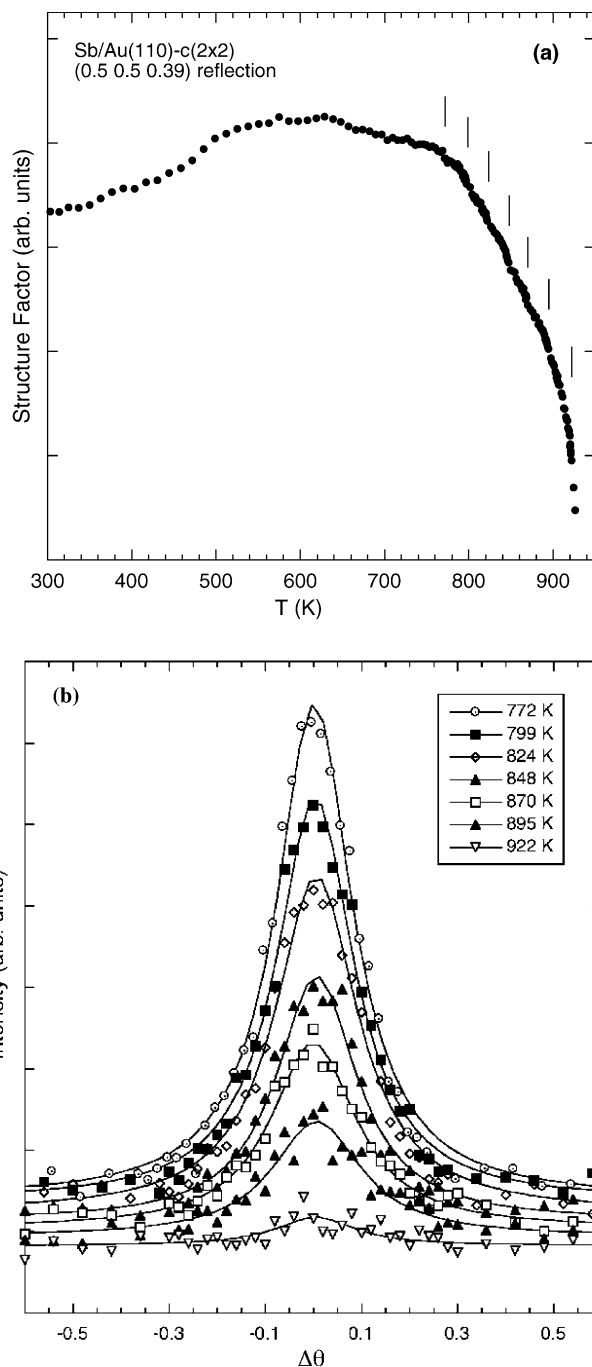 Sb/Au(110)-c(2x2)
(0.5 0.5 0.39) reflection
(a)
Structure Factor (arb. units)
300 400 500 600 700 800 900
T (K)
(b)
772 K
799 K
824 K
848 K
870 K
895 K
922 K
(arb. units)
-0.5 -0.3 -0.1 0.1 0.3 0.5
Δθ